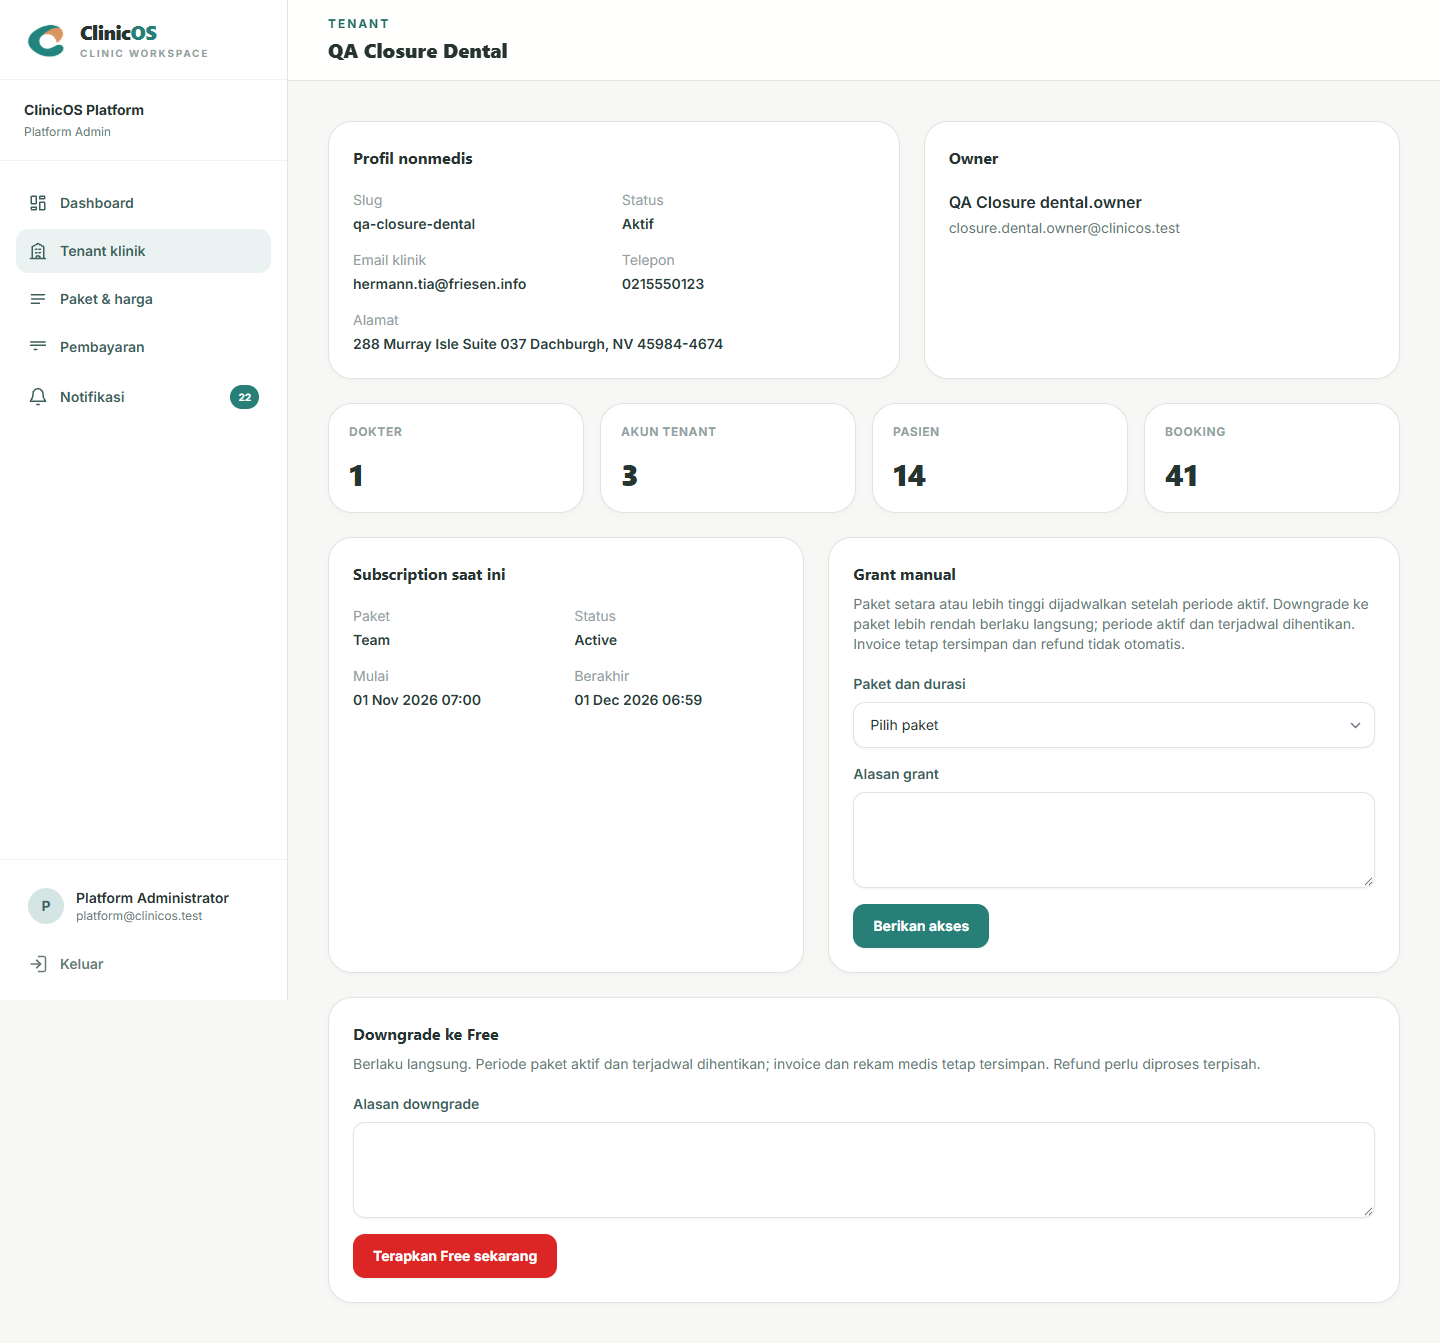 ClinicOS
CLINIC WORKSPACE
ClinicOS Platform
Platform Admin
Dashboard
Tenant klinik
Paket & harga
Pembayaran
Notifikasi
22
P
Platform Administrator
platform@clinicos.test
Keluar
TENANT
QA Closure Dental
Profil nonmedis
Slug
qa-closure-dental
Status
Aktif
Email klinik
hermann.tia@friesen.info
Telepon
0215550123
Alamat
288 Murray Isle Suite 037 Dachburgh, NV 45984-4674
Owner
QA Closure dental.owner
closure.dental.owner@clinicos.test
DOKTER
1
AKUN TENANT
3
PASIEN
14
BOOKING
41
Subscription saat ini
Paket
Team
Status
Active
Mulai
01 Nov 2026 07:00
Berakhir
01 Dec 2026 06:59
Grant manual
Paket setara atau lebih tinggi dijadwalkan setelah periode aktif. Downgrade ke
paket lebih rendah berlaku langsung; periode aktif dan terjadwal dihentikan.
Invoice tetap tersimpan dan refund tidak otomatis.
Paket dan durasi
Pilih paket
Alasan grant
Berikan akses
Downgrade ke Free
Berlaku langsung. Periode paket aktif dan terjadwal dihentikan; invoice dan rekam medis tetap tersimpan. Refund perlu diproses terpisah.
Alasan downgrade
Terapkan Free sekarang